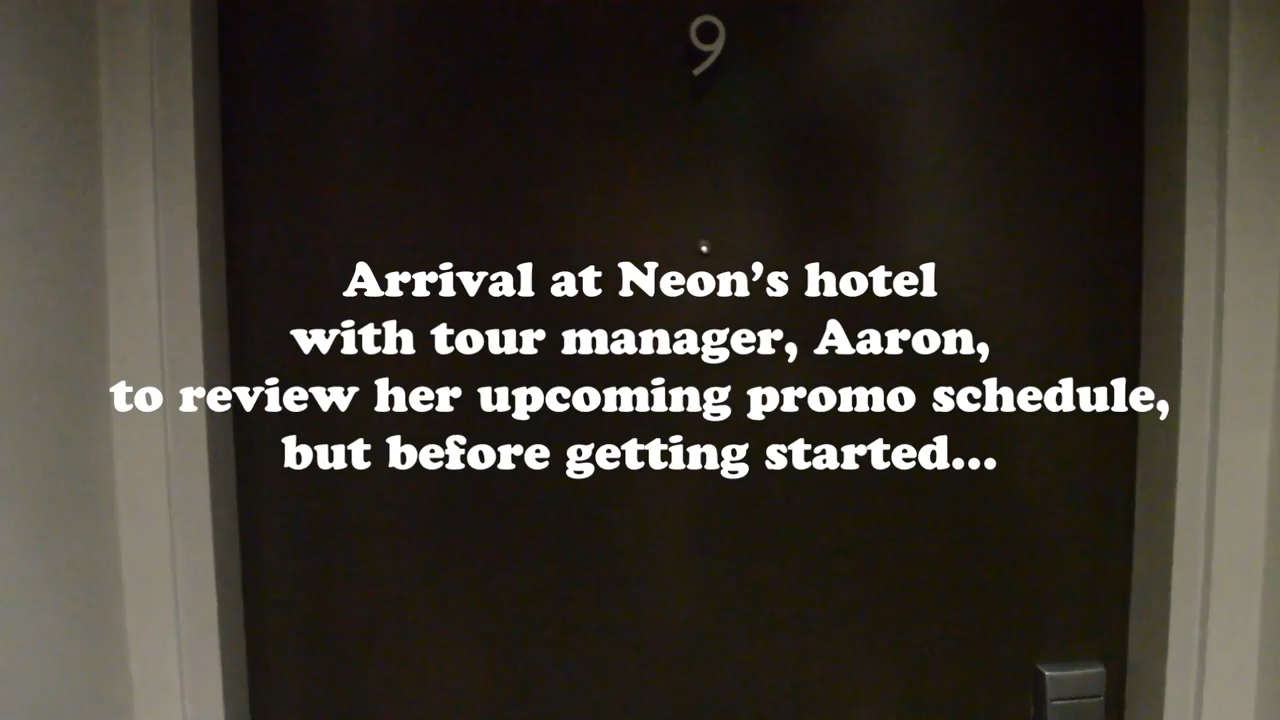 9
Arrival at Neon’s hotel
with tour manager, Aaron,
to review her upcoming promo schedule,
but before getting started...